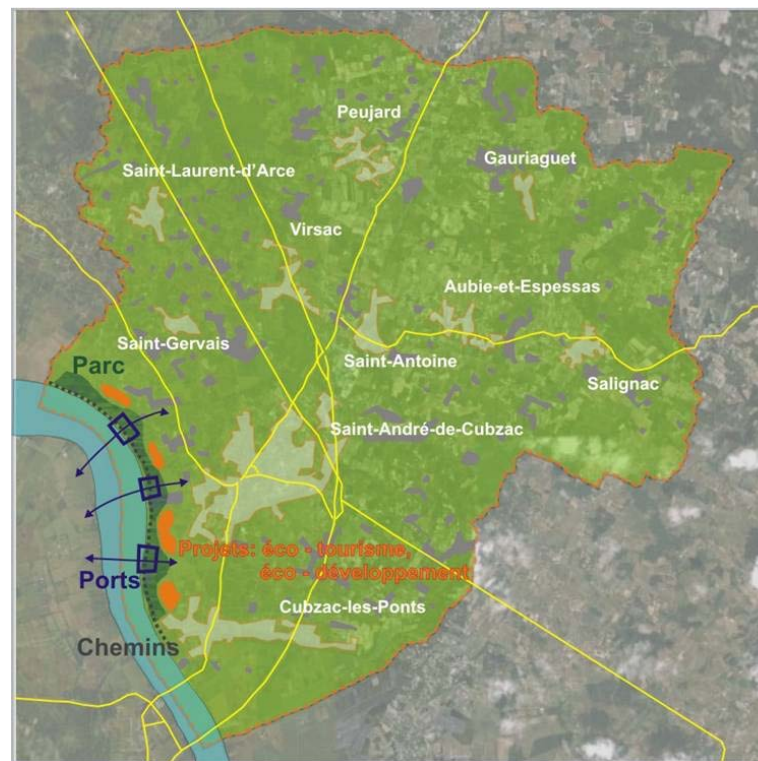 Peujard
Gauriaguet
Saint-Laurent-d'Arce
Virsac
Aubie-et-Espessas
Saint-Gervais
Saint-Antoine
Parc
Salignac
Saint-André-de-Cubzac
Projets: éco - tourisme,
éco - développement
Ports
Cubzac-les-Ponts
Chemins